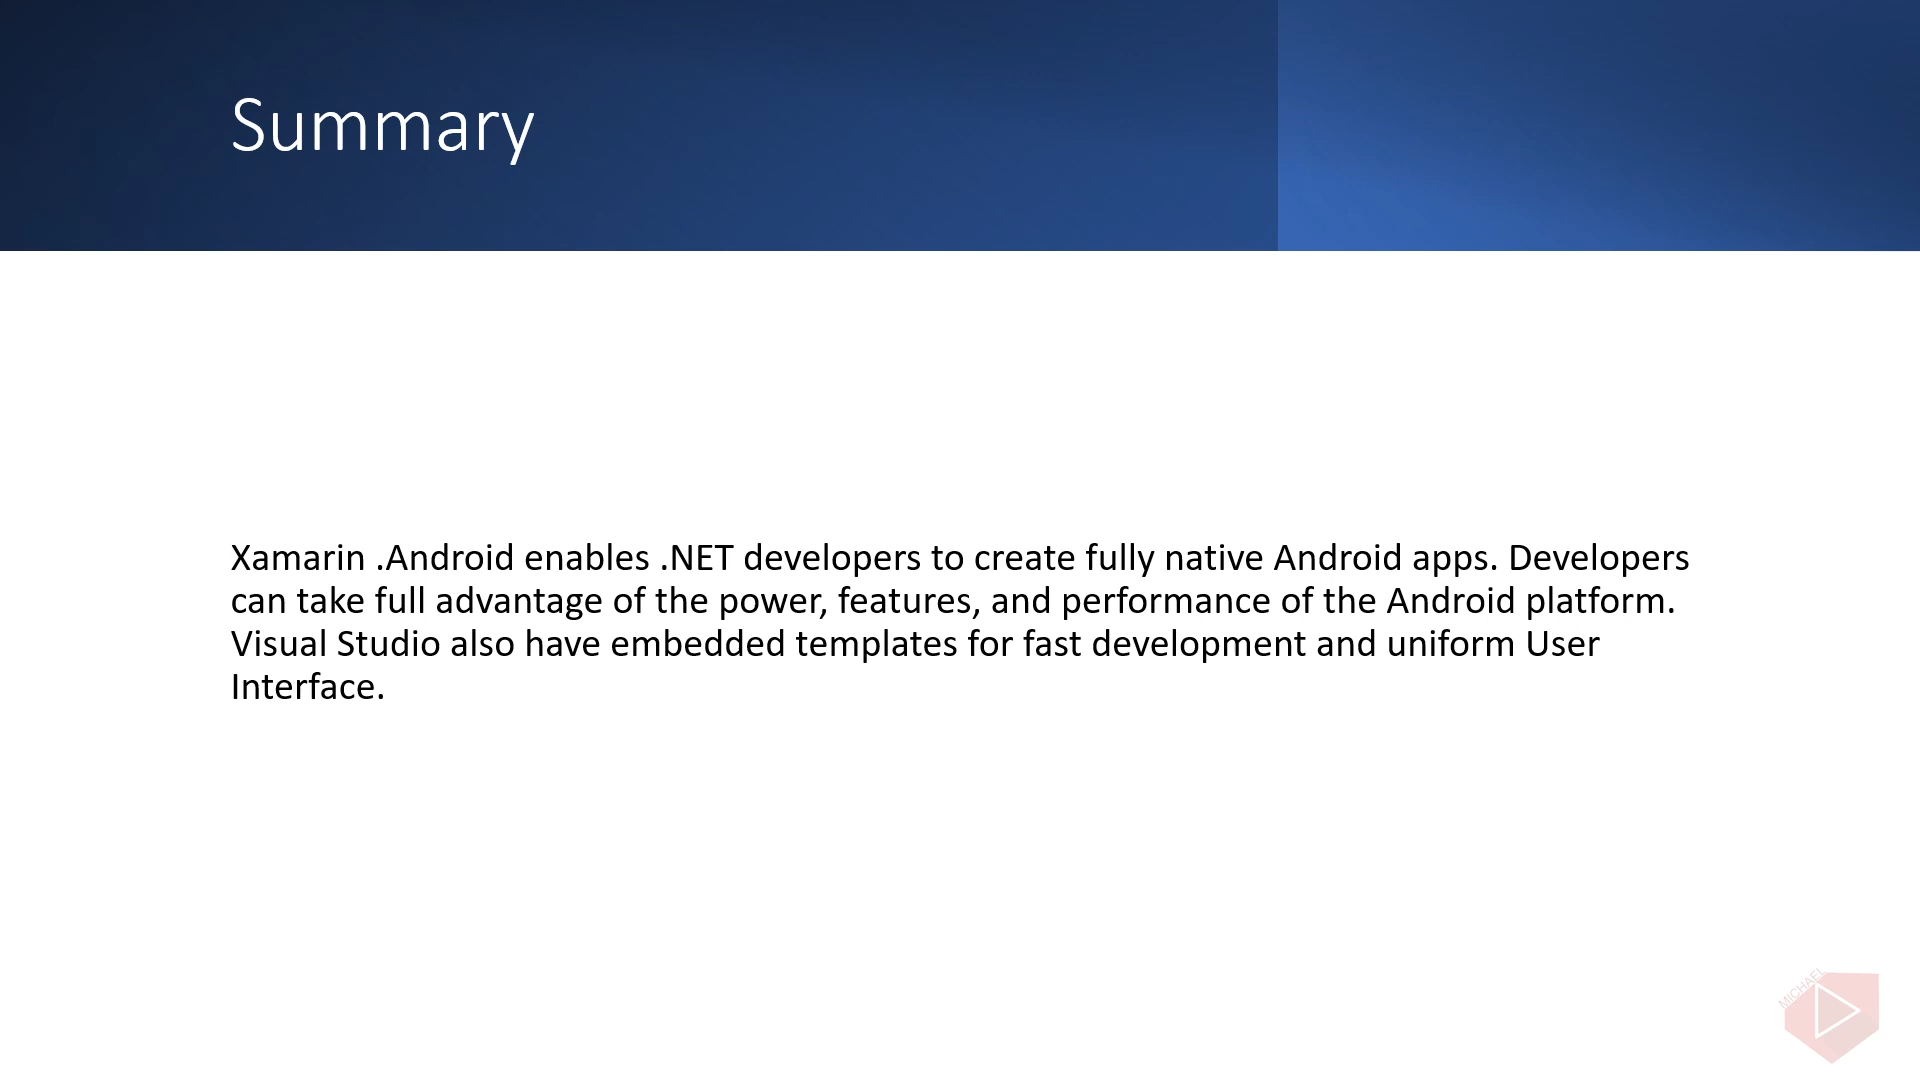 Summary
Xamarin .Android enables .NET developers to create fully native Android apps. Developers
can take full advantage of the power, features, and performance of the Android platform.
Visual Studio also have embedded templates for fast development and uniform User
Interface.
MICHAEL